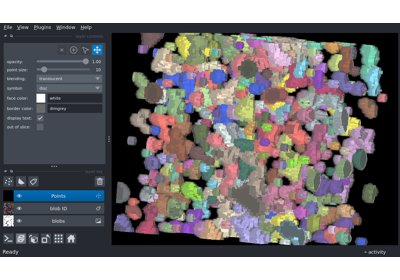 File View Plugins Window Help
opacity: 1.00
point size: 10
blending: translucent
symbol: disc
face color: white
border color: dimgrey
display text:
out of slice:
Points
blob ID
blobs
Ready
activity